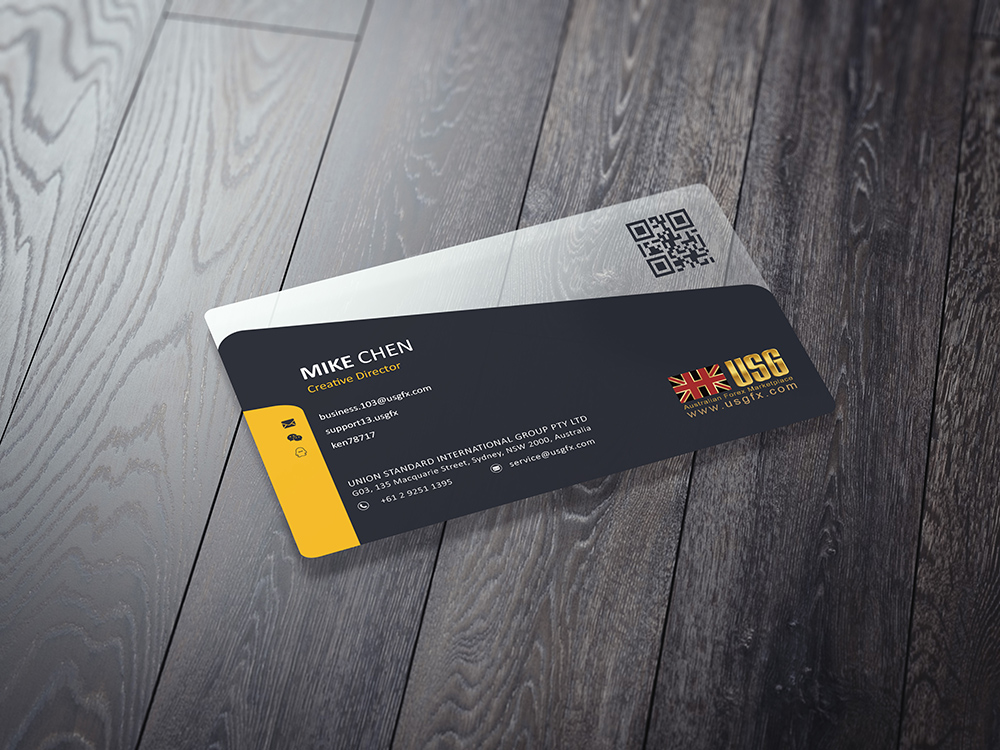 MIKE CHEN
Creative Director
business.103@usgfx.com
support13.usgfx
ken78717
UNION STANDARD INTERNATIONAL GROUP PTY LTD
G03, 135 Macquarie Street, Sydney, NSW 2000, Australia
+61 2 9251 1395
service@usgfx.com
USG
Australian Forex Marketplace
www.usgfx.com